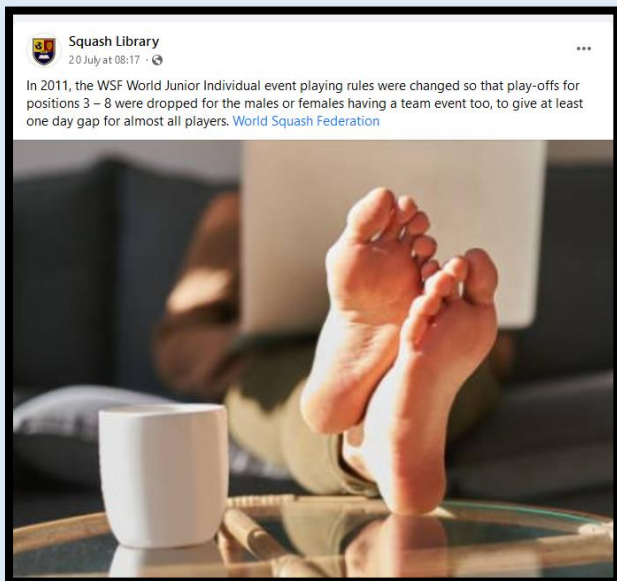 Squash Library
20 July at 08:17 ·
In 2011, the WSF World Junior Individual event playing rules were changed so that play-offs for
positions 3 – 8 were dropped for the males or females having a team event too, to give at least
one day gap for almost all players. World Squash Federation